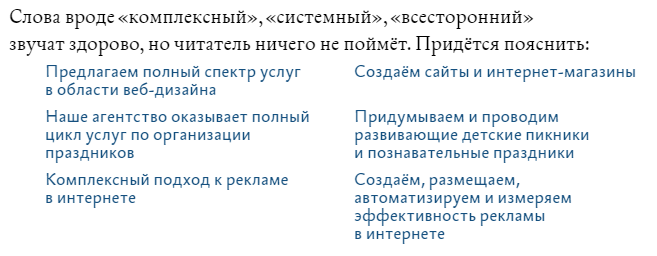 Слова вроде «комплексный», «системный», «всесторонний»
звучат здорово, но читатель ничего не поймёт. Придётся пояснить:
Предлагаем полный спектр услуг
в области веб-дизайна
Создаём сайты и интернет-магазины
Наше агентство оказывает полный
цикл услуг по организации
праздников
Придумываем и проводим
развивающие детские пикники
и познавательные праздники
Комплексный подход к рекламе
в интернете
Создаём, размещаем,
автоматизируем и измеряем
эффективность рекламы
в интернете